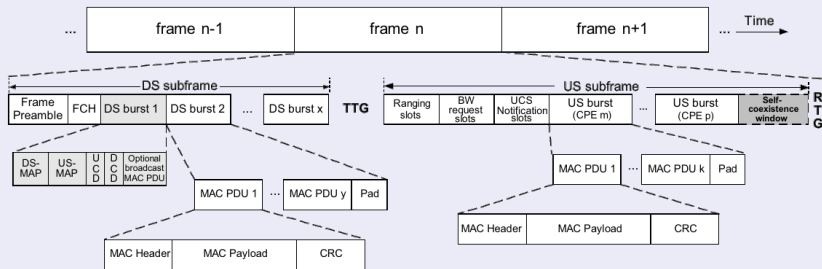 ... frame n-1 frame n frame n+1 ... Time
DS subframe
US subframe
Frame Preamble
FCH
DS burst 1
DS burst 2
...
DS burst x
TTG
Ranging slots
BW request slots
UCS Notification slots
US burst (CPE m)
...
US burst (CPE p)
Self-coexistence window
RTG
DS-MAP
US-MAP
UCD
DCD
Optional broadcast MAC PDU
MAC PDU 1
...
MAC PDU y
Pad
MAC PDU 1
...
MAC PDU k
Pad
MAC Header
MAC Payload
CRC
MAC Header
MAC Payload
CRC